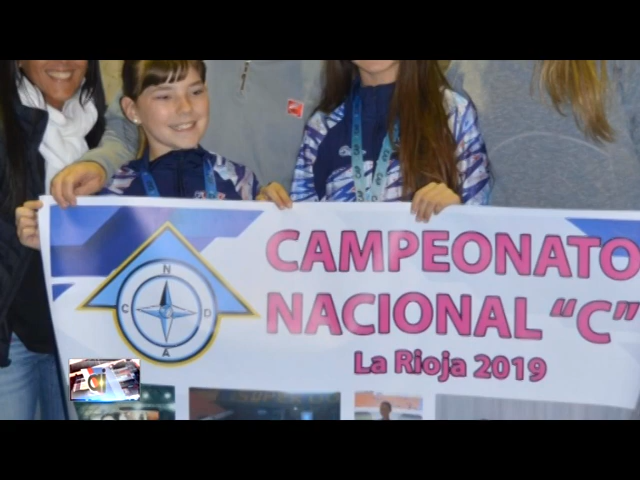 CAMPEONATO
NACIONAL "C"
La Rioja 2019
N
C D
A